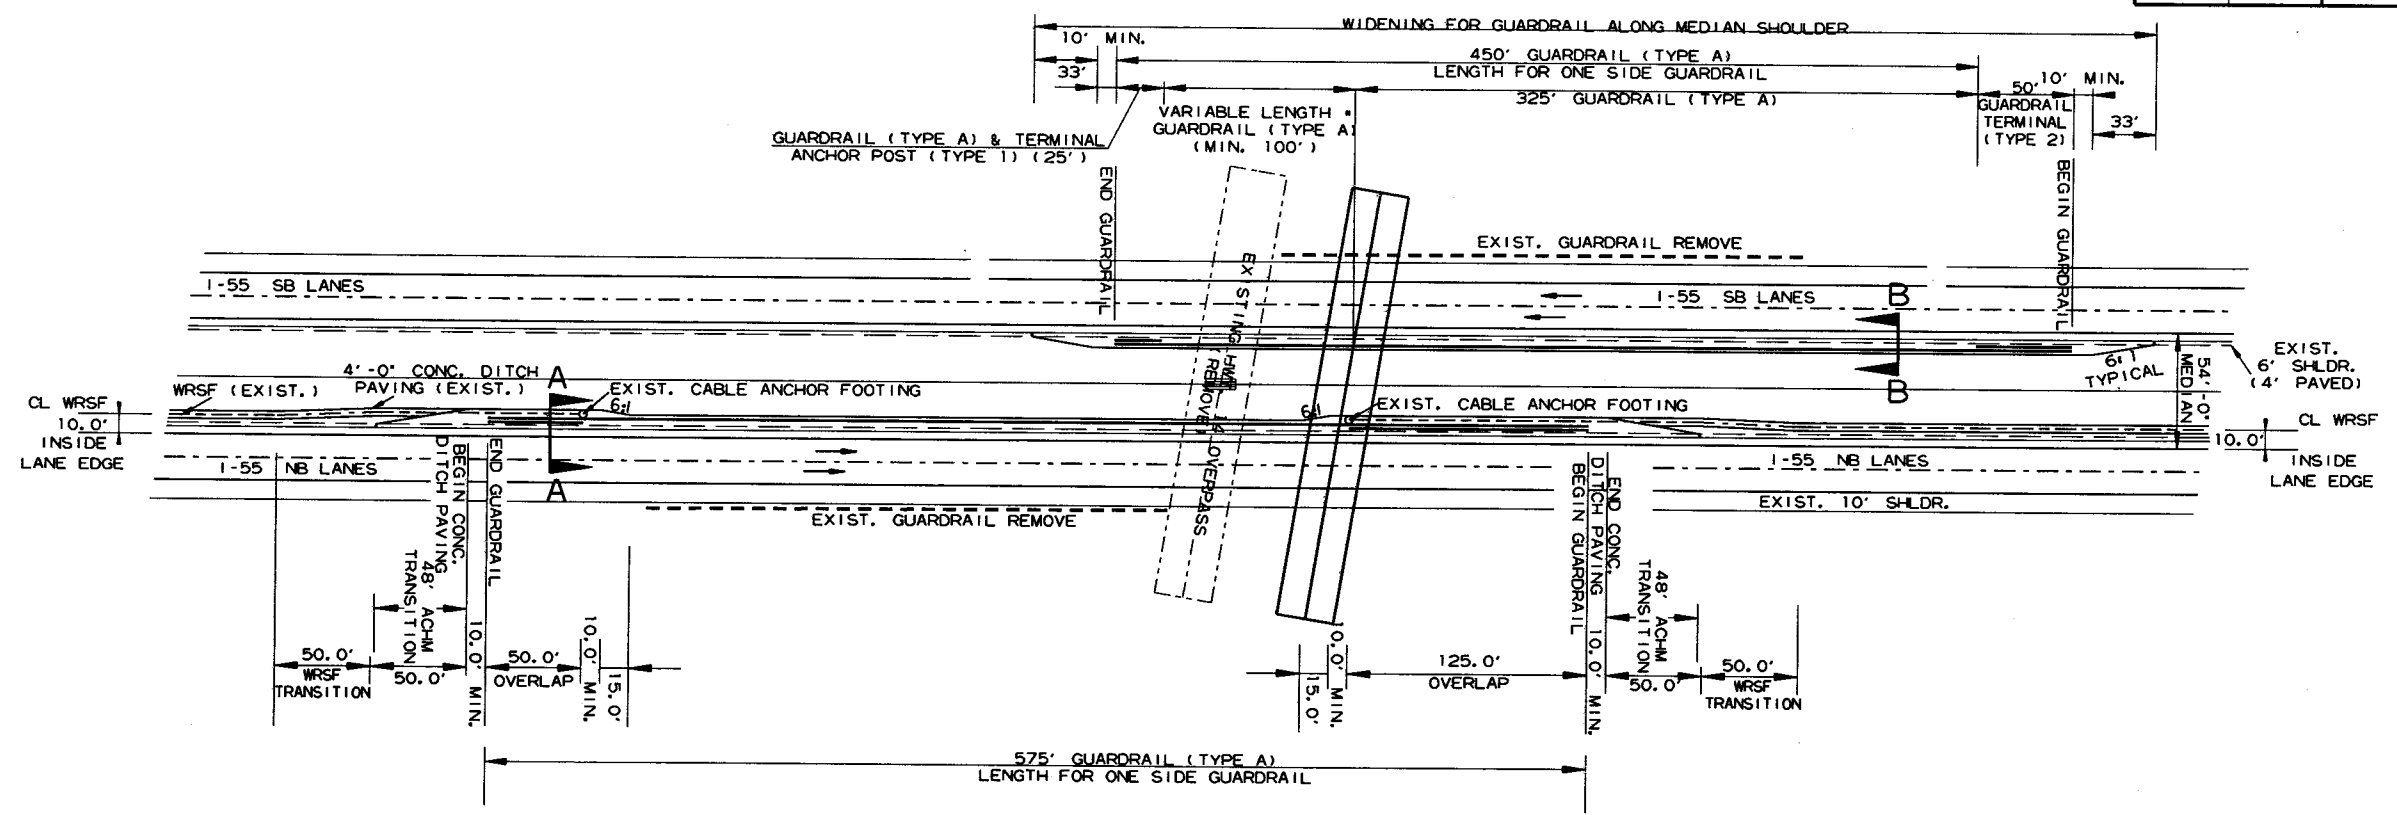 WIDENING FOR GUARDRAIL ALONG MEDIAN SHOULDER
10' MIN.
450' GUARDRAIL (TYPE A)
LENGTH FOR ONE SIDE GUARDRAIL
33'
325' GUARDRAIL (TYPE A)
10' MIN.
50'
GUARDRAIL
TERMINAL
(TYPE 2)
33'
VARIABLE LENGTH *
GUARDRAIL (TYPE A)
(MIN. 100')
GUARDRAIL (TYPE A) & TERMINAL
ANCHOR POST (TYPE 1) (25')
END GUARDRAIL
BEGIN GUARDRAIL
EXIST. GUARDRAIL REMOVE
I-55 SB LANES
I-55 SB LANES
B
B
EXISTING HWY. 14 OVERPASS
(REMOVE)
6:1
TYPICAL
54'-0"
MEDIAN
EXIST.
6' SHLDR.
(4' PAVED)
4'-0" CONC. DITCH
PAVING (EXIST.)
WRSF (EXIST.)
A
EXIST. CABLE ANCHOR FOOTING
6:1
6:1
EXIST. CABLE ANCHOR FOOTING
CL WRSF
10.0'
INSIDE
LANE EDGE
CL WRSF
10.0'
INSIDE
LANE EDGE
I-55 NB LANES
I-55 NB LANES
A
EXIST. GUARDRAIL REMOVE
EXIST. 10' SHLDR.
BEGIN CONC.
DITCH PAVING
END GUARDRAIL
END CONC.
DITCH PAVING
BEGIN GUARDRAIL
48' ACHM
TRANSITION
48' ACHM
TRANSITION
50.0'
WRSF
TRANSITION
50.0'
10.0' MIN.
50.0'
OVERLAP
10.0' MIN.
15.0'
15.0'
10.0' MIN.
125.0'
OVERLAP
10.0' MIN.
50.0'
50.0'
WRSF
TRANSITION
575' GUARDRAIL (TYPE A)
LENGTH FOR ONE SIDE GUARDRAIL